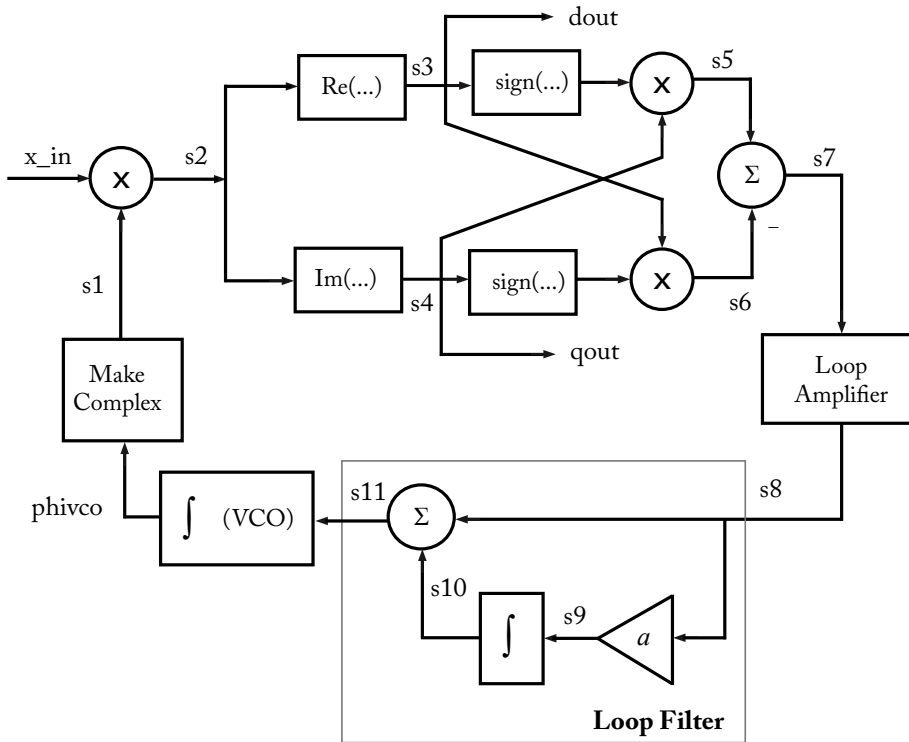 dout
s3
s5
Re(...)
sign(...)
X
x_in
s2
X
Σ
s7
−
s1
Im(...)
s4
sign(...)
X
s6
qout
Make
Complex
Loop
Amplifier
phivco
∫ (VCO)
s11
Σ
s8
s10
∫
s9
a
Loop Filter